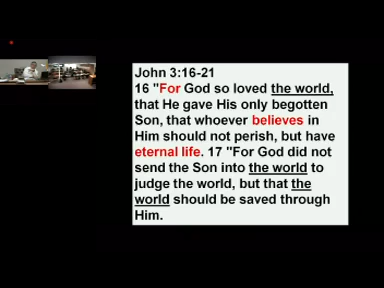 John 3:16-21
16 "For God so loved the world,
that He gave His only begotten
Son, that whoever believes in
Him should not perish, but have
eternal life. 17 "For God did not
send the Son into the world to
judge the world, but that the
world should be saved through
Him.